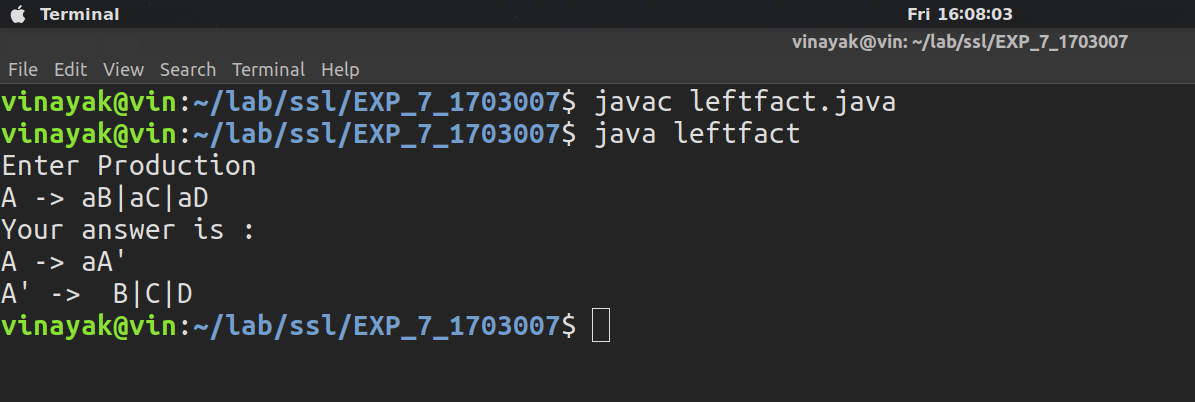 Terminal Fri 16:08:03
vinayak@vin: ~/lab/ssl/EXP_7_1703007
File Edit View Search Terminal Help
vinayak@vin:~/lab/ssl/EXP_7_1703007$ javac leftfact.java
vinayak@vin:~/lab/ssl/EXP_7_1703007$ java leftfact
Enter Production
A -> aB|aC|aD
Your answer is :
A -> aA'
A' ->  B|C|D
vinayak@vin:~/lab/ssl/EXP_7_1703007$